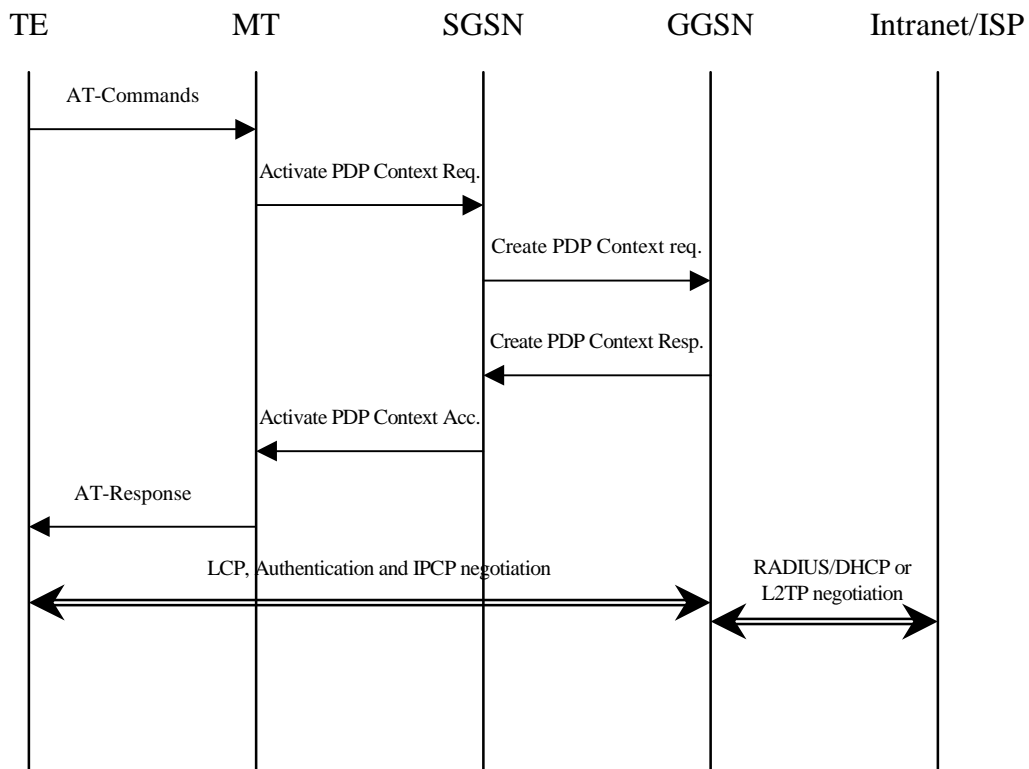 TE MT SGSN GGSN Intranet/ISP
AT-Commands
Activate PDP Context Req.
Create PDP Context req.
Create PDP Context Resp.
Activate PDP Context Acc.
AT-Response
LCP, Authentication and IPCP negotiation
RADIUS/DHCP or
L2TP negotiation